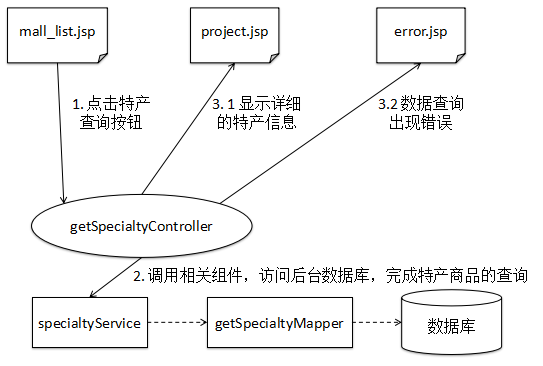 mall_list.jsp
project.jsp
error.jsp
1. 点击特产
查询按钮
3. 1 显示详细
的特产信息
3.2 数据查询
出现错误
getSpecialtyController
2. 调用相关组件，访问后台数据库，完成特产商品的查询
specialtyService
getSpecialtyMapper
数据库